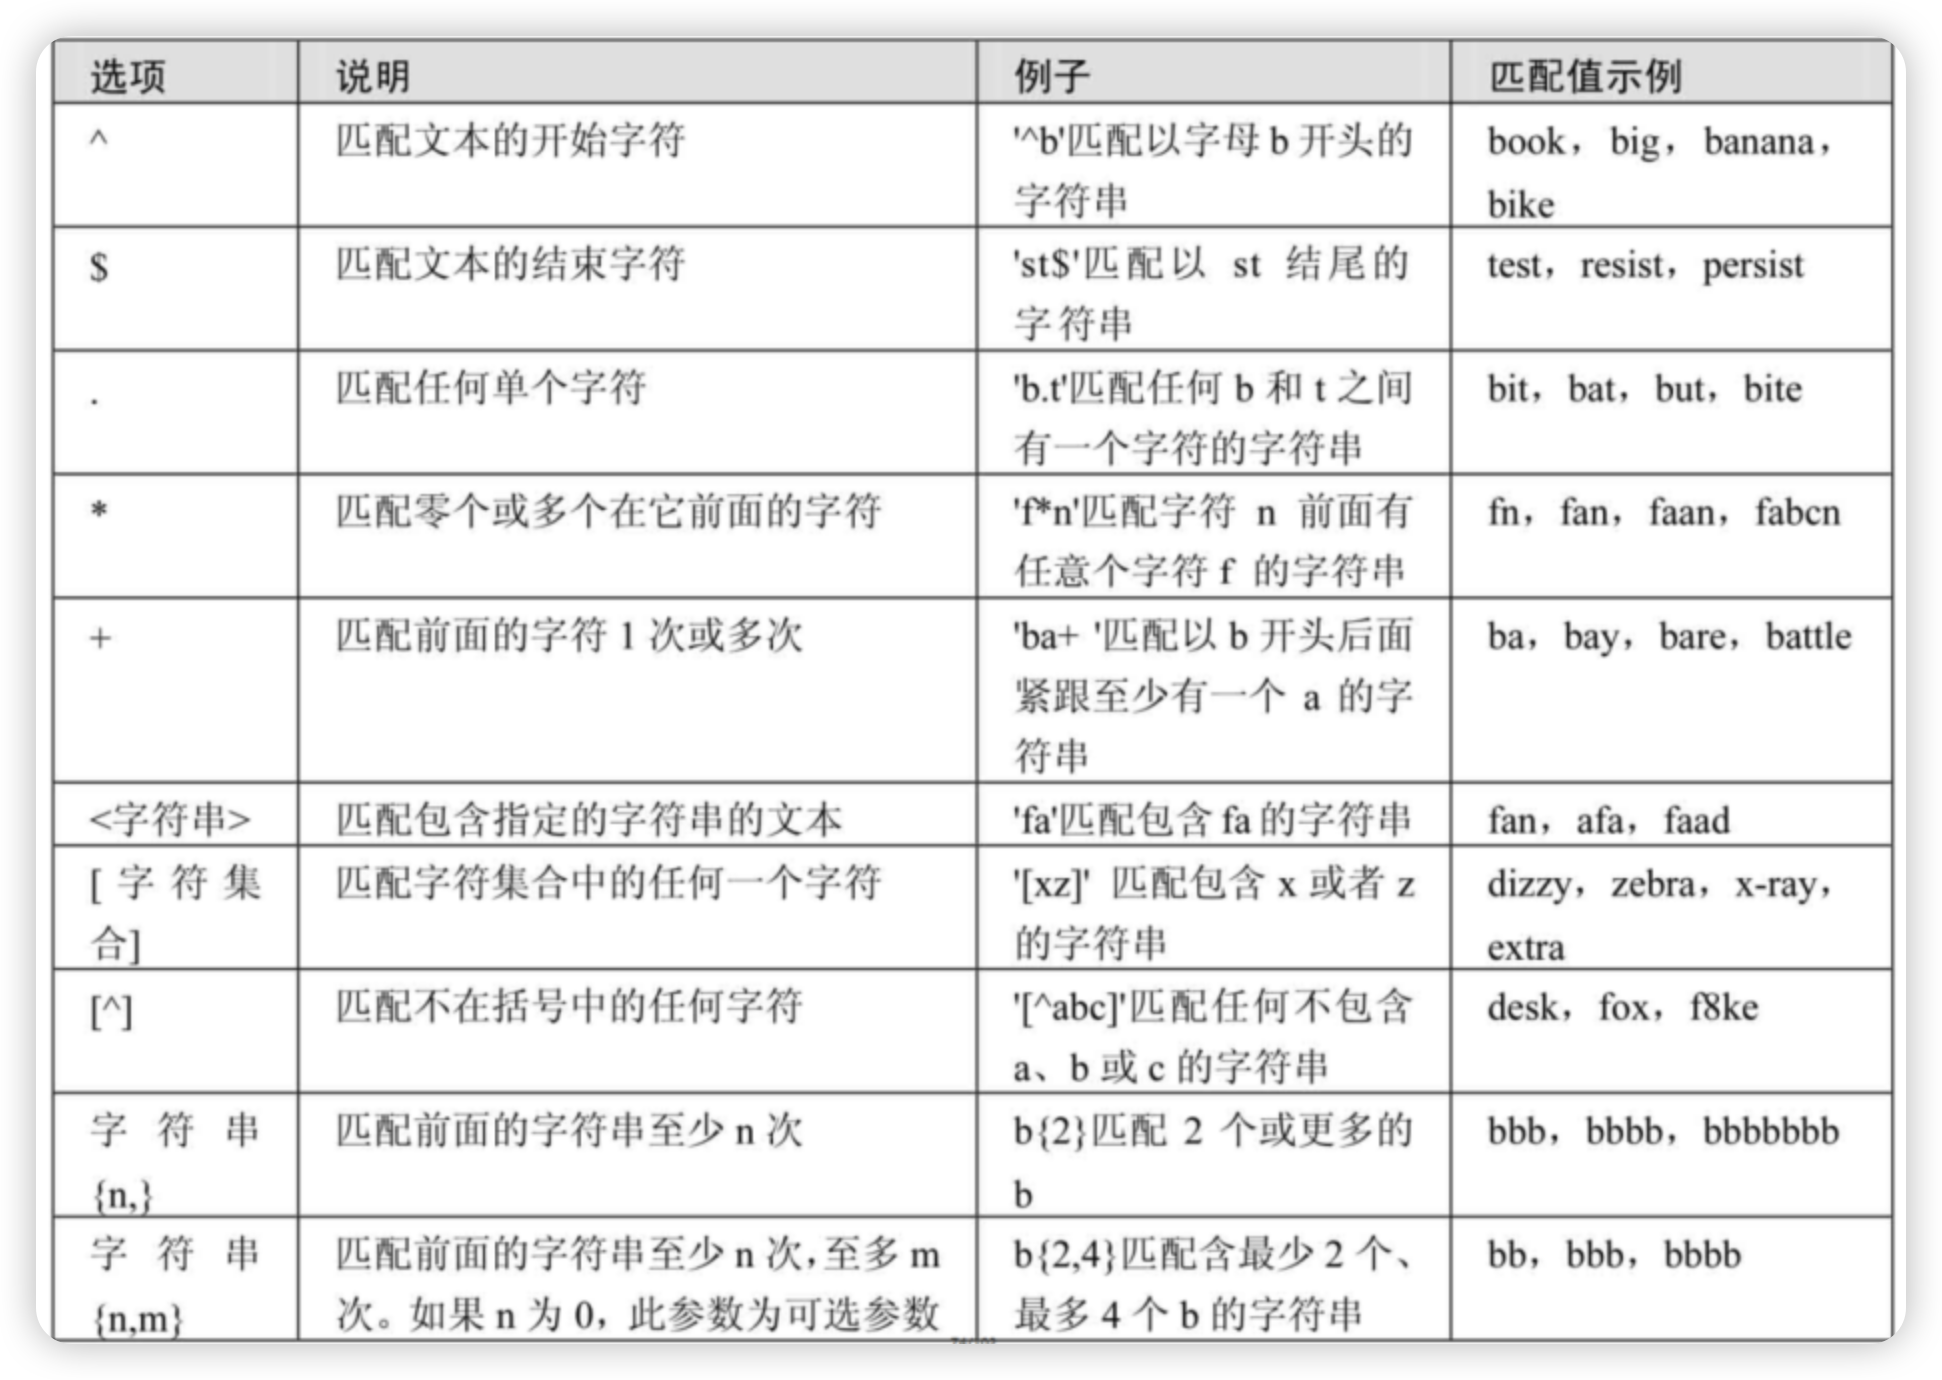 选项 说明 例子 匹配值示例
^ 匹配文本的开始字符 '^b'匹配以字母 b 开头的 book，big，banana，
字符串 bike
$ 匹配文本的结束字符 'st$'匹配以 st 结尾的 test，resist，persist
字符串
. 匹配任何单个字符 'b.t'匹配任何 b 和 t 之间 bit，bat，but，bite
有一个字符的字符串
* 匹配零个或多个在它前面的字符 'f*n'匹配字符 n 前面有 fn，fan，faan，fabcn
任意个字符 f 的字符串
+ 匹配前面的字符 1 次或多次 'ba+ '匹配以 b 开头后面 ba，bay，bare，battle
紧跟至少有一个 a 的字
符串
<字符串> 匹配包含指定的字符串的文本 'fa'匹配包含 fa 的字符串 fan，afa，faad
[字符集 匹配字符集合中的任何一个字符 '[xz]' 匹配包含 x 或者 z dizzy，zebra，x-ray，
合] 的字符串 extra
[^] 匹配不在括号中的任何字符 '[^abc]'匹配任何不包含 desk，fox，f8ke
a、b 或 c 的字符串
字符串 匹配前面的字符串至少 n 次 b{2}匹配 2 个或更多的 bbb，bbbb，bbbbbbb
{n,} b
字符串 匹配前面的字符串至少 n 次,至多 m b{2,4}匹配含最少 2 个、 bb，bbb，bbbb
{n,m} 次。如果 n 为 0，此参数为可选参数 最多 4 个 b 的字符串